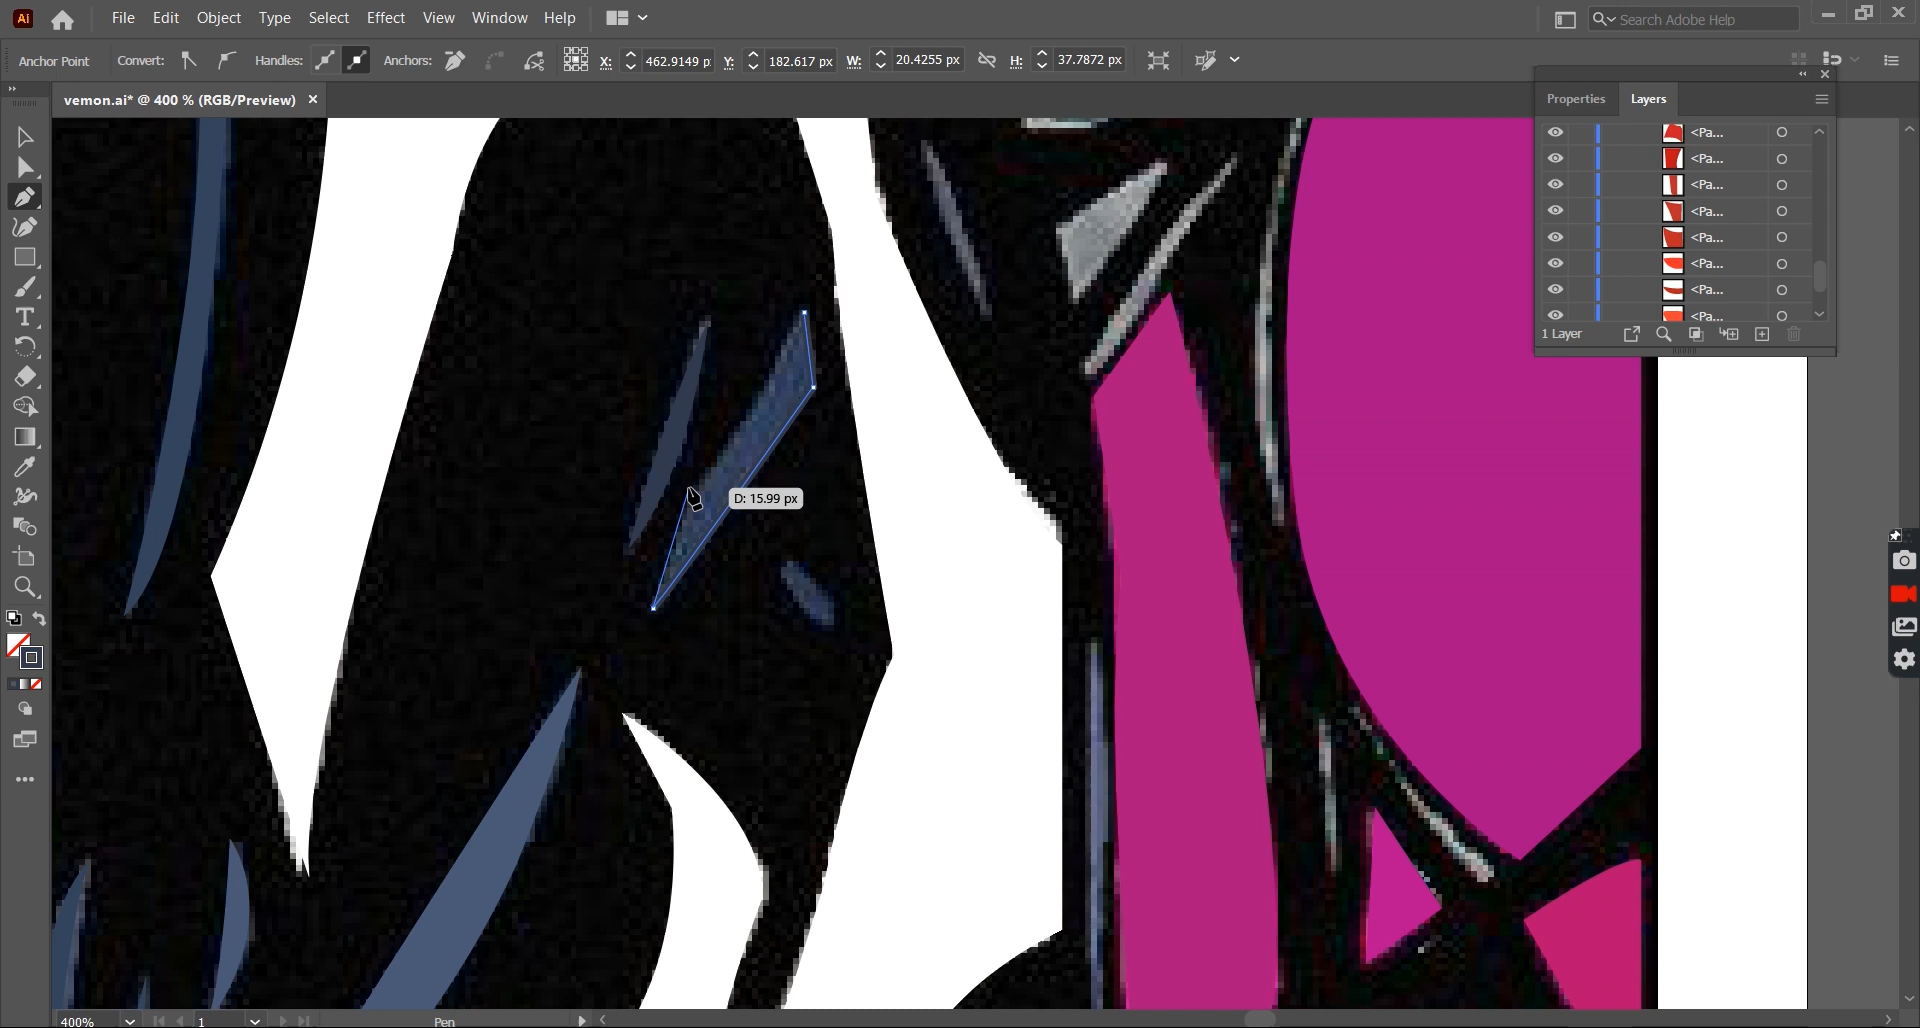 Ai File Edit Object Type Select Effect View Window Help Search Adobe Help
Anchor Point Convert: Handles: Anchors: X: 462.9149 p Y: 182.617 px W: 20.4255 px H: 37.7872 px
vemon.ai* @ 400 % (RGB/Preview)
Properties Layers
<Pa...
<Pa...
<Pa...
<Pa...
<Pa...
<Pa...
<Pa...
<Pa...
1 Layer
D: 15.99 px
400% 1 Pen